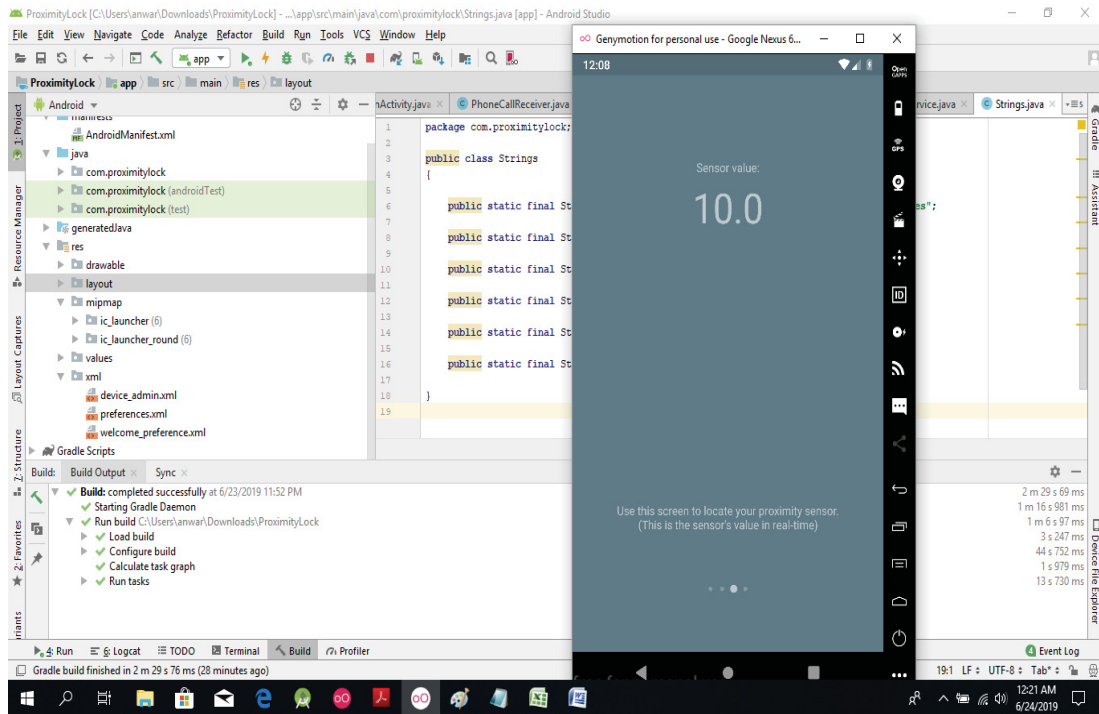 ProximityLock [C:\Users\anwar\Downloads\ProximityLock] - ...\app\src\main\java\com\proximitylock\Strings.java [app] - Android Studio
File Edit View Navigate Code Analyze Refactor Build Run Tools VCS Window Help
app
ProximityLock app src main res layout
Android
nActivity.java
PhoneCallReceiver.java
rvice.java
Strings.java
manifests
AndroidManifest.xml
java
com.proximitylock
com.proximitylock (androidTest)
com.proximitylock (test)
generatedJava
res
drawable
layout
mipmap
ic_launcher (6)
ic_launcher_round (6)
values
xml
device_admin.xml
preferences.xml
welcome_preference.xml
Gradle Scripts
1: Project
Resource Manager
Layout Captures
Z: Structure
2: Favorites
riants
1 package com.proximitylock;
2
3 public class Strings
4 {
5
6 public static final St
es";
7
8 public static final St
9
10 public static final St
11
12 public static final St
13
14 public static final St
15
16 public static final St
17
18 }
19
Genymotion for personal use - Google Nexus 6...
12:08
Sensor value:
10.0
Use this screen to locate your proximity sensor.
(This is the sensor's value in real-time)
Open
GAPPS
GPS
ID
Gradle
Assistant
Device File Explorer
Build: Build Output Sync
Build: completed successfully at 6/23/2019 11:52 PM
2 m 29 s 69 ms
Starting Gradle Daemon
1 m 16 s 981 ms
Run build C:\Users\anwar\Downloads\ProximityLock
1 m 6 s 97 ms
Load build
3 s 247 ms
Configure build
44 s 752 ms
Calculate task graph
1 s 979 ms
Run tasks
13 s 730 ms
4: Run 6: Logcat TODO Terminal Build Profiler
4 Event Log
Gradle build finished in 2 m 29 s 76 ms (28 minutes ago)
19:1 LF UTF-8 Tab*
12:21 AM
6/24/2019